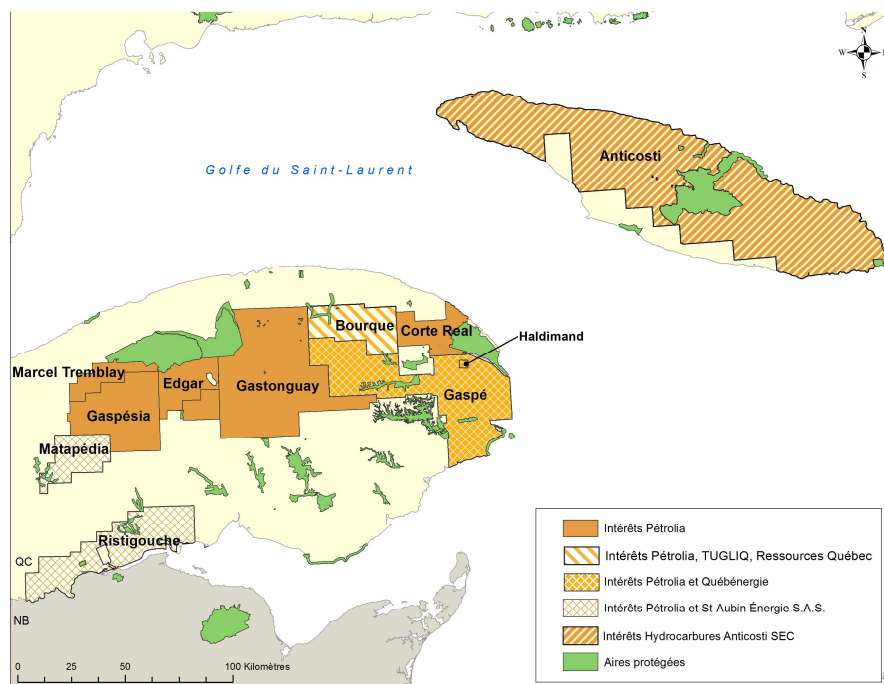 N
W E
S
Anticosti
Golfe du Saint-Laurent
Bourque
Corte Real
Haldimand
Marcel Tremblay
Edgar
Gastonguay
Gaspé
Gaspésia
Matapédia
Ristigouche
QC
NB
Intérêts Pétrolia
Intérêts Pétrolia, TUGLIQ, Ressources Québec
Intérêts Pétrolia et Québénergie
Intérêts Pétrolia et St Aubin Énergie S.A.S.
Intérêts Hydrocarbures Anticosti SEC
Aires protégées
0 25 50 100 Kilomètres